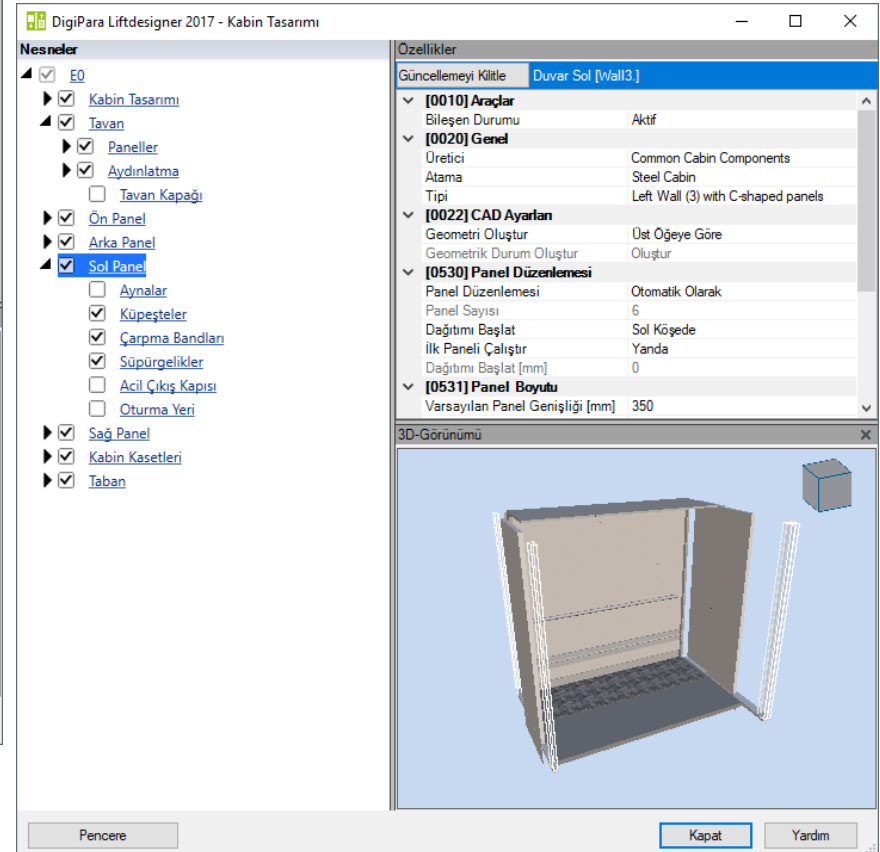 DigiPara Liftdesigner 2017 - Kabin Tasarımı
Nesneler
E0
Kabin Tasarımı
Tavan
Paneller
Aydınlatma
Tavan Kapağı
Ön Panel
Arka Panel
Sol Panel
Aynalar
Küpeşteler
Çarpma Bandları
Süpürgelikler
Acil Çıkış Kapısı
Oturma Yeri
Sağ Panel
Kabin Kasetleri
Taban
Özellikler
Güncellemeyi Kilitle Duvar Sol [Wall3.]
[0010] Araçlar
Bileşen Durumu Aktif
[0020] Genel
Üretici Common Cabin Components
Atama Steel Cabin
Tipi Left Wall (3) with C-shaped panels
[0022] CAD Ayarları
Geometri Oluştur Üst Öğeye Göre
Geometrik Durum Oluştur Oluştur
[0530] Panel Düzenlemesi
Panel Düzenlemesi Otomatik Olarak
Panel Sayısı 6
Dağıtımı Başlat Sol Köşede
İlk Paneli Çalıştır Yanda
Dağıtımı Başlat [mm] 0
[0531] Panel Boyutu
Varsayılan Panel Genişliği [mm] 350
3D-Görünümü
Pencere Kapat Yardım